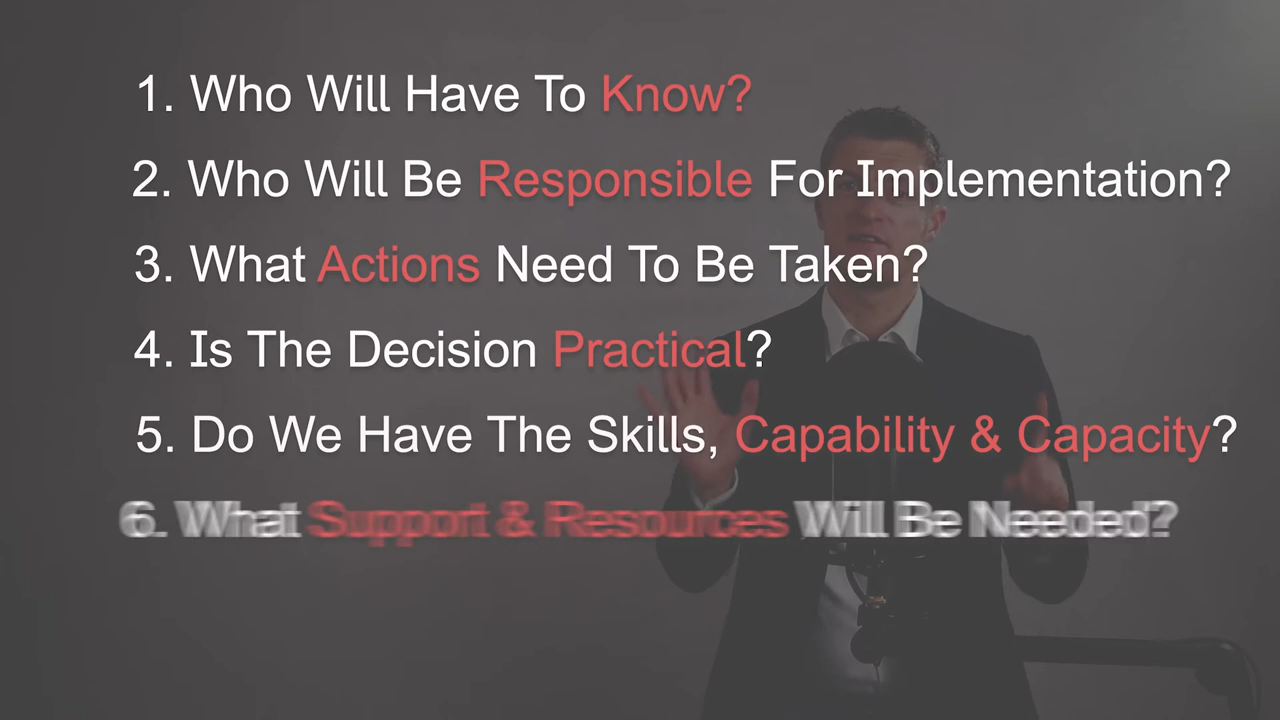 1. Who Will Have To Know?
2. Who Will Be Responsible For Implementation?
3. What Actions Need To Be Taken?
4. Is The Decision Practical?
5. Do We Have The Skills, Capability & Capacity?
6. What Support & Resources Will Be Needed?